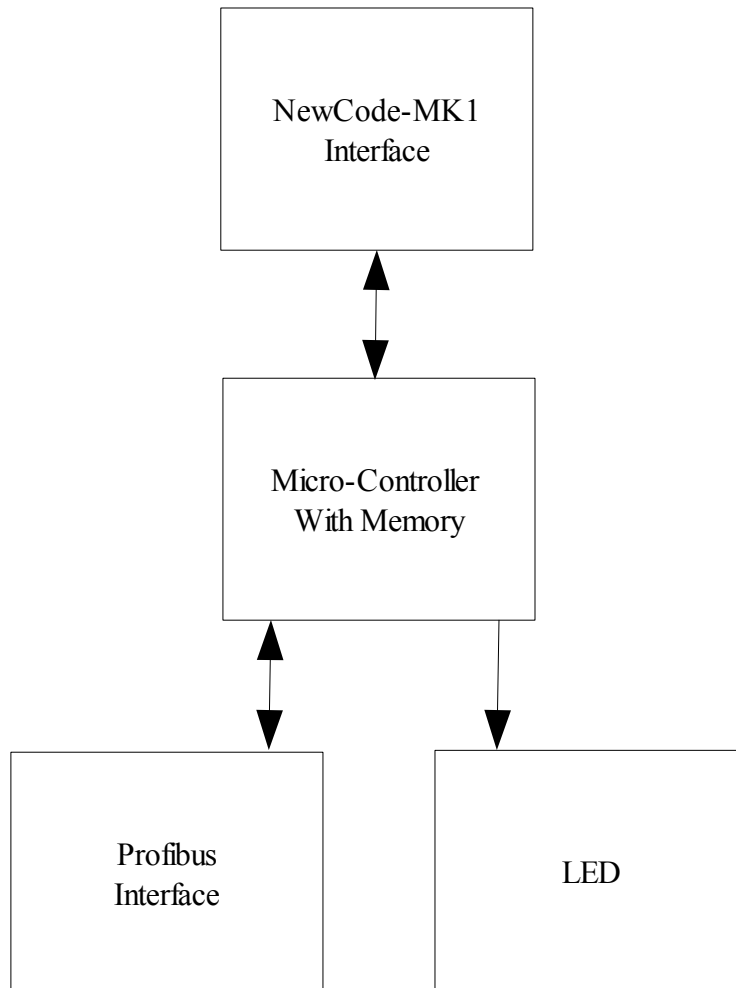 NewCode-MK1
Interface
Micro-Controller
With Memory
Profibus
Interface
LED